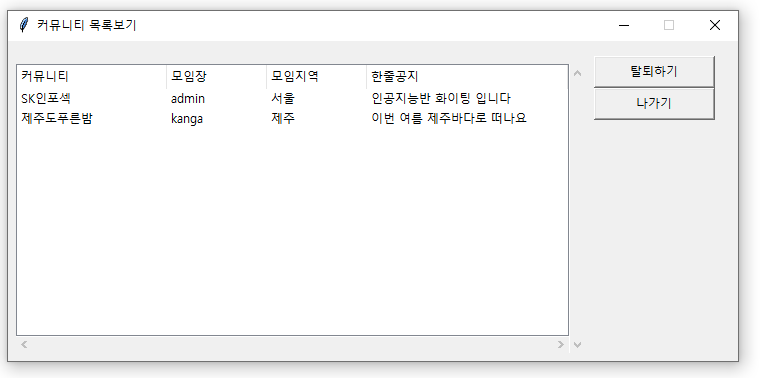 커뮤니티 목록보기
커뮤니티 모임장 모임지역 한줄공지
SK인포섹 admin 서울 인공지능반 화이팅 입니다
제주도푸른밤 kanga 제주 이번 여름 제주바다로 떠나요
탈퇴하기
나가기